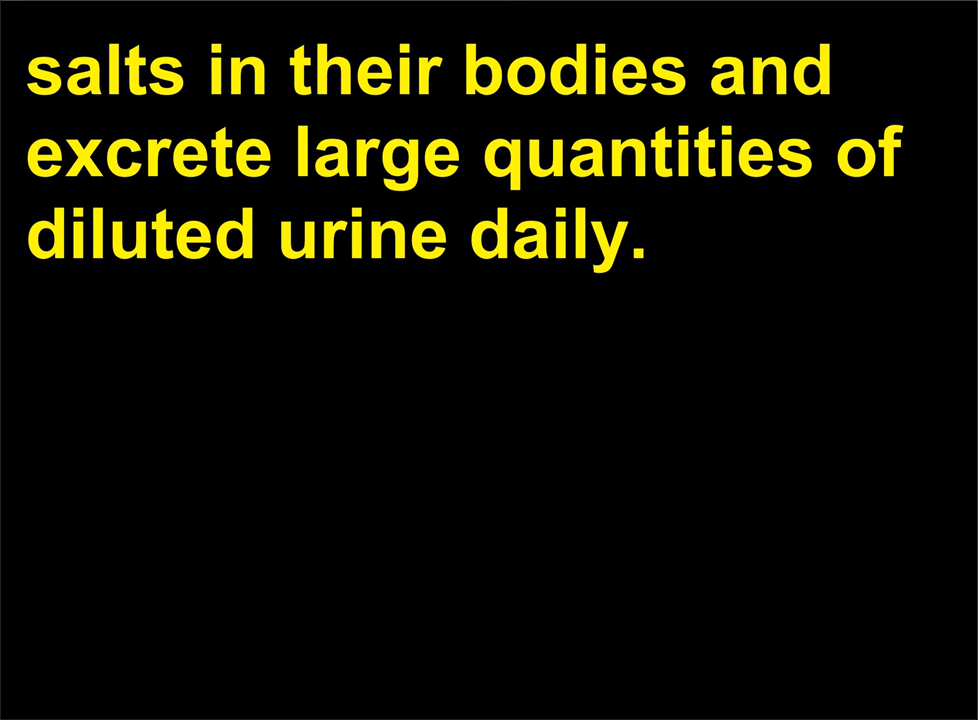 salts in their bodies and
excrete large quantities of
diluted urine daily.